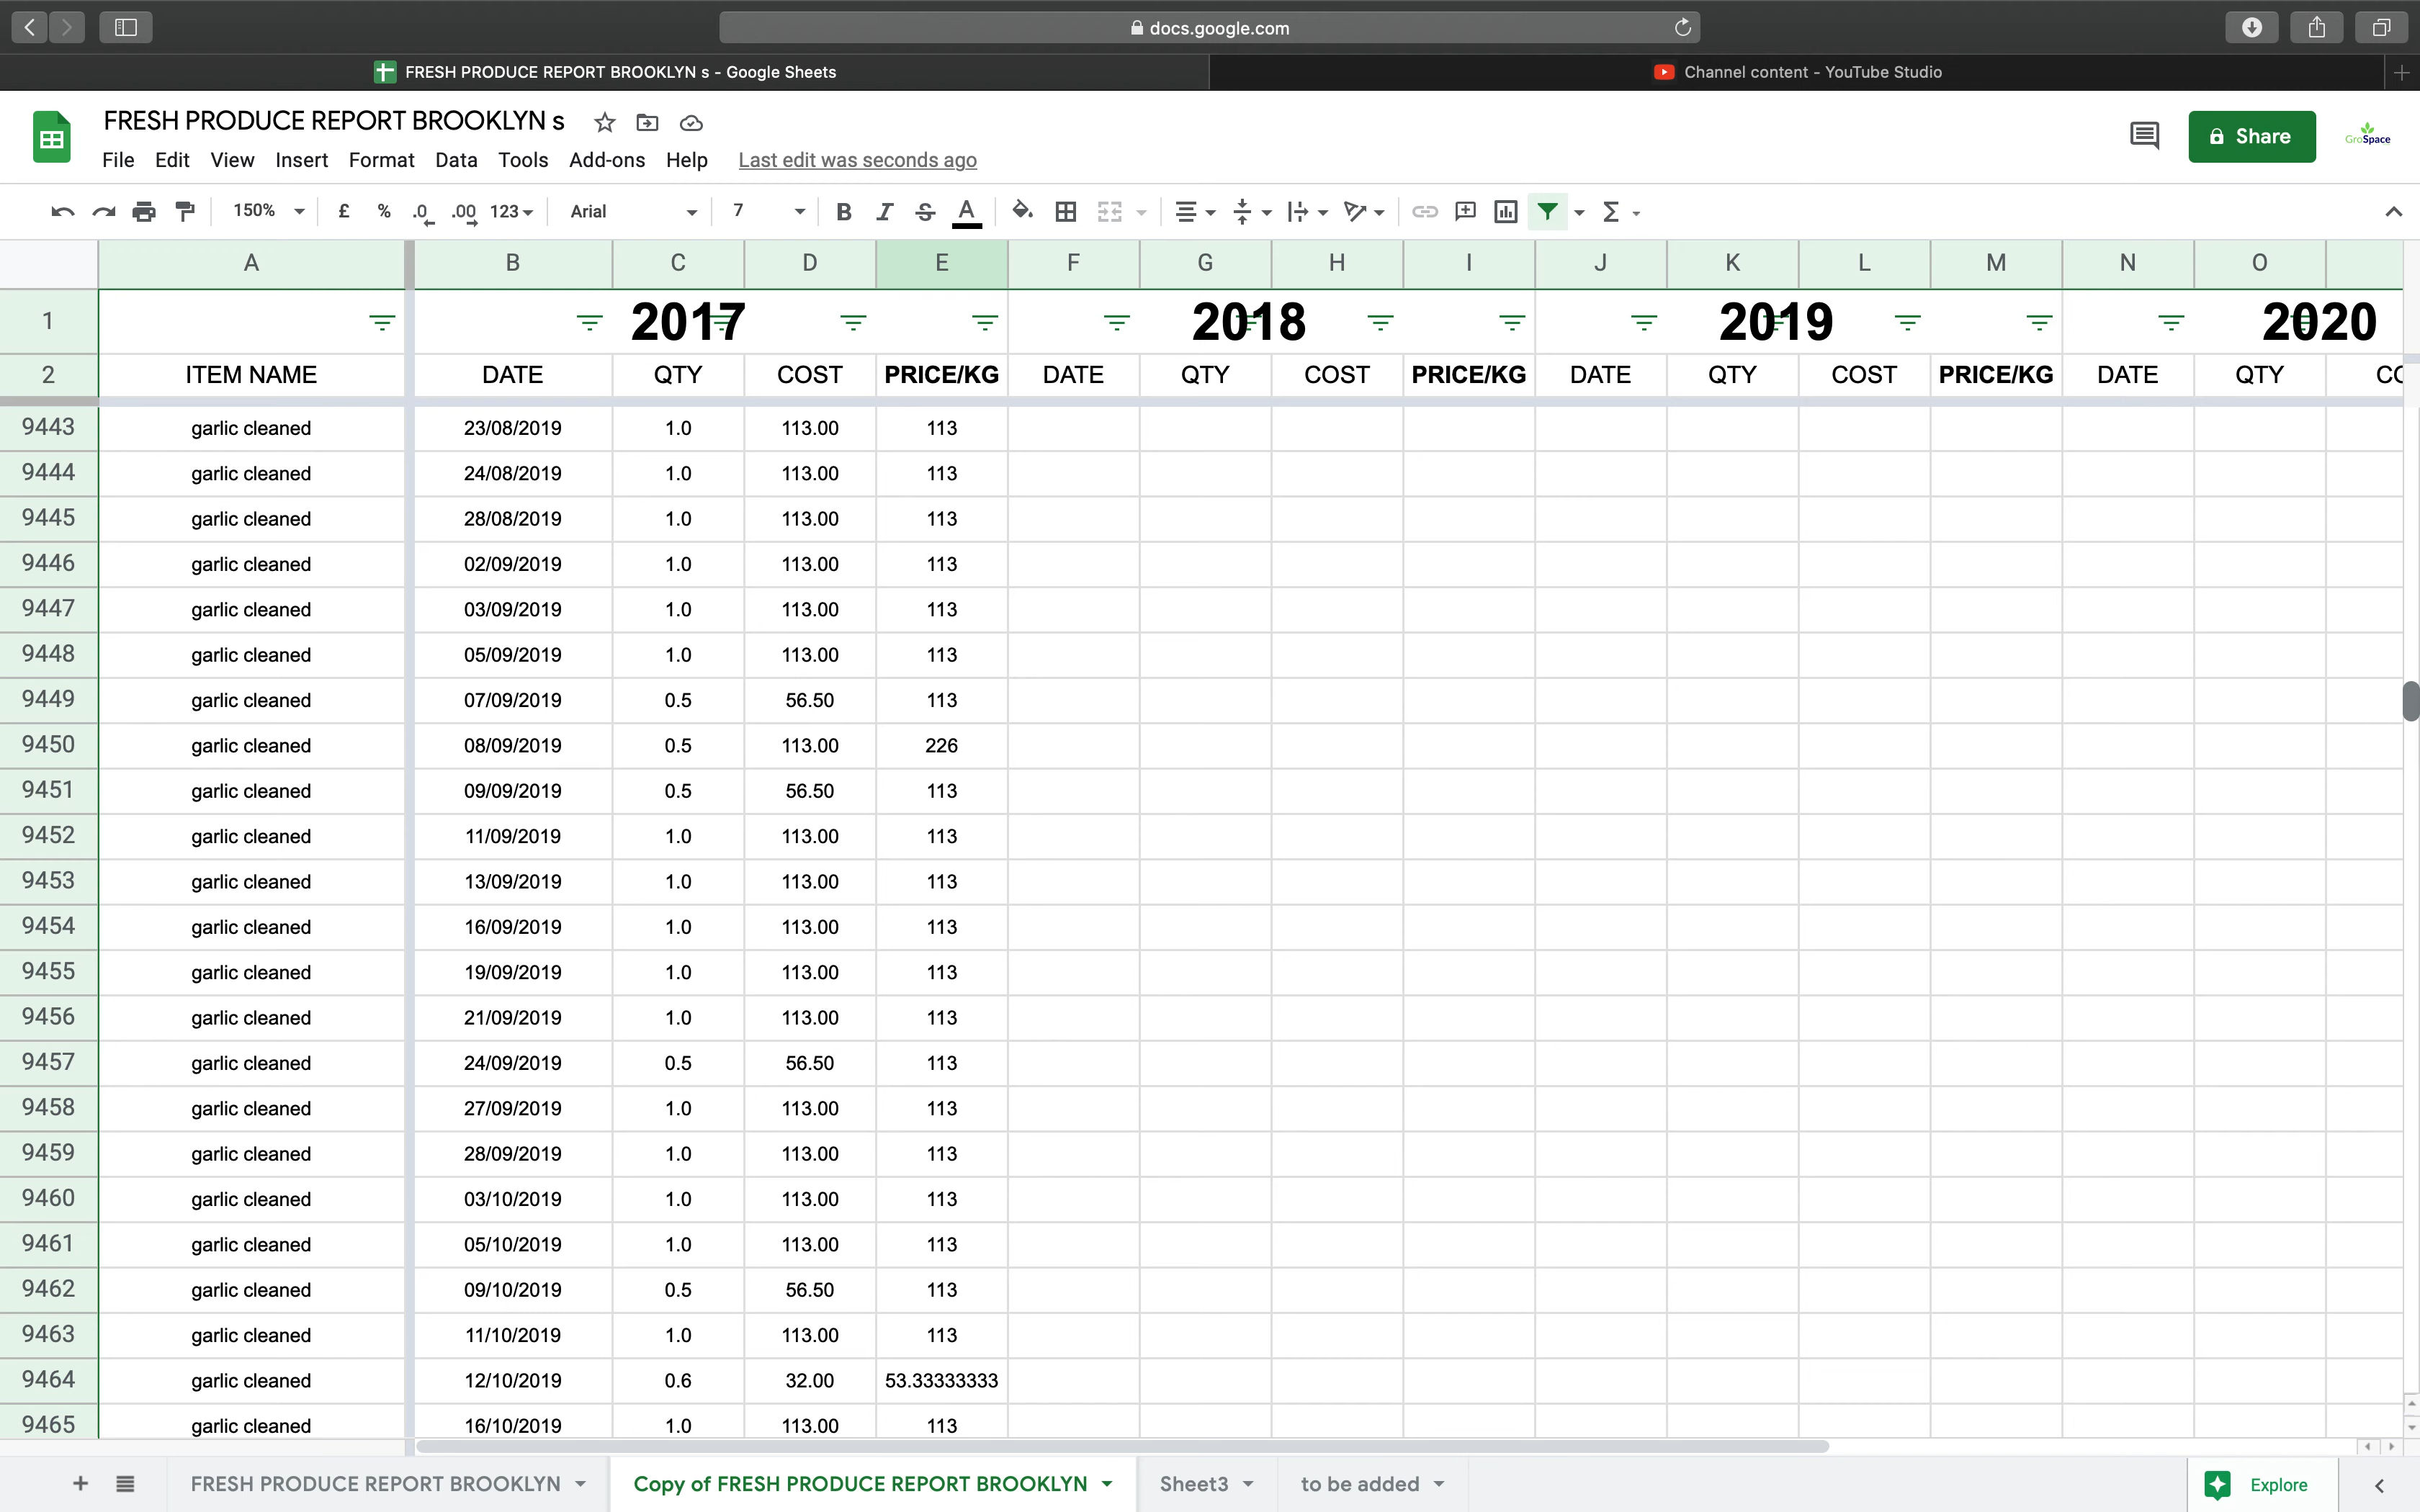 docs.google.com
FRESH PRODUCE REPORT BROOKLYN s - Google Sheets
Channel content - YouTube Studio
FRESH PRODUCE REPORT BROOKLYN s
File Edit View Insert Format Data Tools Add-ons Help Last edit was seconds ago
Share
GroSpace
150% £ % .0 .00 123 Arial 7 B I S A Σ
A B C D E F G H I J K L M N O
1 2017 2018 2019 2020
2 ITEM NAME DATE QTY COST PRICE/KG DATE QTY COST PRICE/KG DATE QTY COST PRICE/KG DATE QTY CO
9443 garlic cleaned 23/08/2019 1.0 113.00 113
9444 garlic cleaned 24/08/2019 1.0 113.00 113
9445 garlic cleaned 28/08/2019 1.0 113.00 113
9446 garlic cleaned 02/09/2019 1.0 113.00 113
9447 garlic cleaned 03/09/2019 1.0 113.00 113
9448 garlic cleaned 05/09/2019 1.0 113.00 113
9449 garlic cleaned 07/09/2019 0.5 56.50 113
9450 garlic cleaned 08/09/2019 0.5 113.00 226
9451 garlic cleaned 09/09/2019 0.5 56.50 113
9452 garlic cleaned 11/09/2019 1.0 113.00 113
9453 garlic cleaned 13/09/2019 1.0 113.00 113
9454 garlic cleaned 16/09/2019 1.0 113.00 113
9455 garlic cleaned 19/09/2019 1.0 113.00 113
9456 garlic cleaned 21/09/2019 1.0 113.00 113
9457 garlic cleaned 24/09/2019 0.5 56.50 113
9458 garlic cleaned 27/09/2019 1.0 113.00 113
9459 garlic cleaned 28/09/2019 1.0 113.00 113
9460 garlic cleaned 03/10/2019 1.0 113.00 113
9461 garlic cleaned 05/10/2019 1.0 113.00 113
9462 garlic cleaned 09/10/2019 0.5 56.50 113
9463 garlic cleaned 11/10/2019 1.0 113.00 113
9464 garlic cleaned 12/10/2019 0.6 32.00 53.33333333
9465 garlic cleaned 16/10/2019 1.0 113.00 113
FRESH PRODUCE REPORT BROOKLYN Copy of FRESH PRODUCE REPORT BROOKLYN Sheet3 to be added Explore